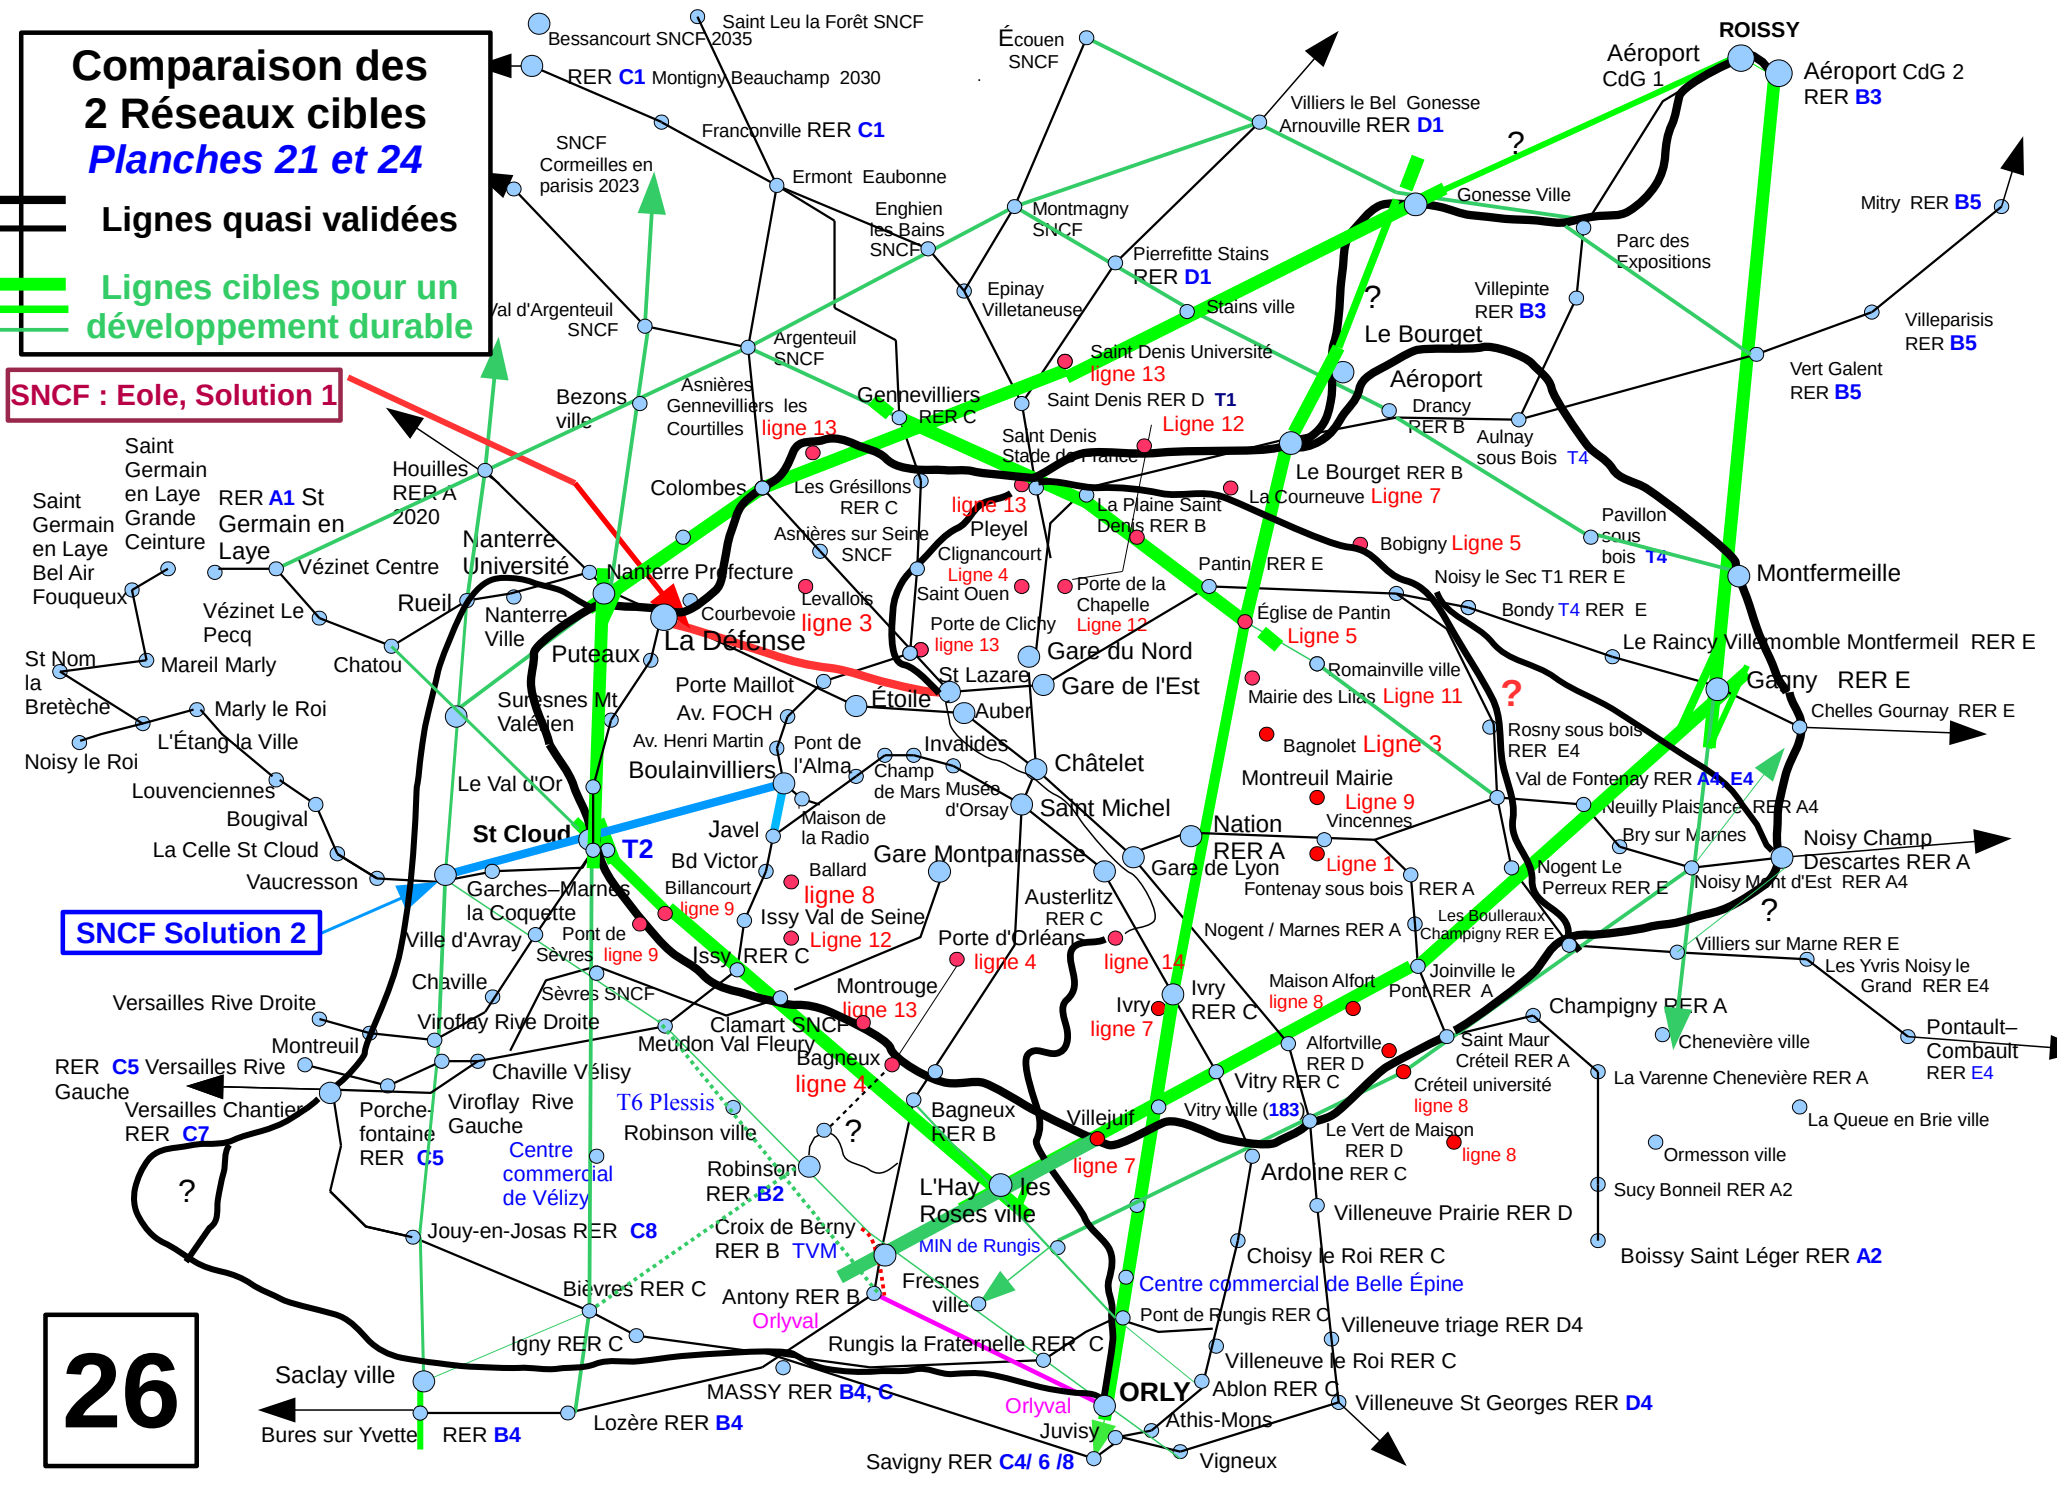 Comparaison des
2 Réseaux cibles
Planches 21 et 24
Lignes quasi validées
Lignes cibles pour un
développement durable
SNCF : Eole, Solution 1
SNCF Solution 2
26
Saint Leu la Forêt SNCF
Bessancourt SNCF 2035
RER C1 Montigny Beauchamp 2030
Franconville RER C1
SNCF
Cormeilles en
parisis 2023
Ermont Eaubonne
Enghien
les Bains
SNCF
Écouen
SNCF
Villiers le Bel Gonesse
Arnouville RER D1
Aéroport
CdG 1
ROISSY
Aéroport CdG 2
RER B3
?
Gonesse Ville
Mitry RER B5
Montmagny
SNCF
Pierrefitte Stains
RER D1
Parc des
Expositions
Epinay
Villetaneuse
Stains ville
?
Villepinte
RER B3
Villeparisis
RER B5
Val d'Argenteuil
SNCF
Argenteuil
SNCF
Le Bourget
Aéroport
Saint Denis Université
ligne 13
Vert Galent
RER B5
Bezons
ville
Asnières
Gennevilliers les
Courtilles ligne 13
Gennevilliers
RER C
Saint Denis RER D T1
Ligne 12
Saint Denis
Stade de France
Drancy
RER B
Aulnay
sous Bois T4
Le Bourget RER B
La Courneuve Ligne 7
Saint
Germain
en Laye
Grande
Ceinture
Saint
Germain
en Laye
Bel Air
Fouqueux
RER A1 St
Germain en
Laye
Houilles
RER A
2020
Colombes
Les Grésillons
RER C
ligne 13
Pleyel
La Plaine Saint
Denis RER B
Pavillon
sous
bois T4
Nanterre
Université
Asnières sur Seine
SNCF
Clignancourt
Ligne 4
Saint Ouen
Bobigny Ligne 5
Pantin RER E
Noisy le Sec T1 RER E
Montfermeille
Vézinet Centre
Nanterre Préfecture
Rueil
Nanterre
Ville
Courbevoie
Levallois
ligne 3
Porte de la
Chapelle
Ligne 12
Église de Pantin
Ligne 5
Bondy T4 RER E
Vézinet Le
Pecq
La Défense
Porte de Clichy
ligne 13
Gare du Nord
Le Raincy Villemomble Montfermeil RER E
St Nom
la
Bretèche
Mareil Marly
Chatou
Puteaux
St Lazare
Gare de l'Est
Romainville ville
Gagny RER E
Porte Maillot
Étoile
Mairie des Lilas Ligne 11
?
Marly le Roi
Suresnes Mt
Valérien
Av. FOCH
Auber
Chelles Gournay RER E
Noisy le Roi
L'Étang la Ville
Av. Henri Martin
Pont de
l'Alma
Invalides
Bagnolet Ligne 3
Rosny sous bois
RER E4
Boulainvilliers
Champ
de Mars
Musée
d'Orsay
Châtelet
Montreuil Mairie
Ligne 9
Val de Fontenay RER A4, E4
Louvenciennes
Le Val d'Or
Saint Michel
Neuilly Plaisance RER A4
Bougival
Maison de
la Radio
Nation
RER A
Vincennes
Bry sur Marnes
Noisy Champ
Descartes RER A
St Cloud
T2
Javel
La Celle St Cloud
Bd Victor
Gare Montparnasse
Gare de Lyon
Ligne 1
Nogent Le
Perreux RER E
Noisy Mont d'Est RER A4
Vaucresson
Garches–Marnes
la Coquette
Billancourt
ligne 9
Ballard
ligne 8
Austerlitz
RER C
Fontenay sous bois RER A
?
Ville d'Avray
Pont de
Sèvres ligne 9
Issy Val de Seine
Ligne 12
Porte d'Orléans
ligne 4
ligne 14
Nogent / Marnes RER A
Les Boulleraux
Champigny RER E
Villiers sur Marne RER E
Issy RER C
Les Yvris Noisy le
Grand RER E4
Chaville
Sèvres SNCF
Montrouge
ligne 13
Ivry
ligne 7
Ivry
RER C
Maison Alfort
ligne 8
Joinville le
Pont RER A
Versailles Rive Droite
Viroflay Rive Droite
Clamart SNCF
Champigny RER A
Pontault–
Combault
RER E4
Montreuil
Meudon Val Fleury
Bagneux
ligne 4
Alfortville
RER D
Saint Maur
Créteil RER A
Chenevière ville
RER C5 Versailles Rive
Gauche
Chaville Vélisy
Vitry RER C
Créteil université
ligne 8
La Varenne Chenevière RER A
Versailles Chantier
RER C7
Porche-
fontaine
RER C5
Viroflay Rive
Gauche
T6 Plessis
Robinson ville
?
Bagneux
RER B
Villejuif
ligne 7
Vitry ville (183)
Le Vert de Maison
RER D
RER C
ligne 8
La Queue en Brie ville
Ormesson ville
?
Centre
commercial
de Vélizy
Robinson
RER B2
L'Hay les
Roses ville
Ardoine
Sucy Bonneil RER A2
Jouy-en-Josas RER C8
Croix de Berny
RER B TVM
MIN de Rungis
Villeneuve Prairie RER D
Choisy le Roi RER C
Boissy Saint Léger RER A2
Bièvres RER C
Antony RER B
Orlyval
Fresnes
ville
Centre commercial de Belle Épine
Pont de Rungis RER C
Igny RER C
Rungis la Fraternelle RER C
Villeneuve triage RER D4
Villeneuve le Roi RER C
Saclay ville
MASSY RER B4, C
Orlyval
ORLY
Ablon RER C
Villeneuve St Georges RER D4
Bures sur Yvette RER B4
Lozère RER B4
Juvisy
Athis-Mons
Savigny RER C4/ 6 /8
Vigneux